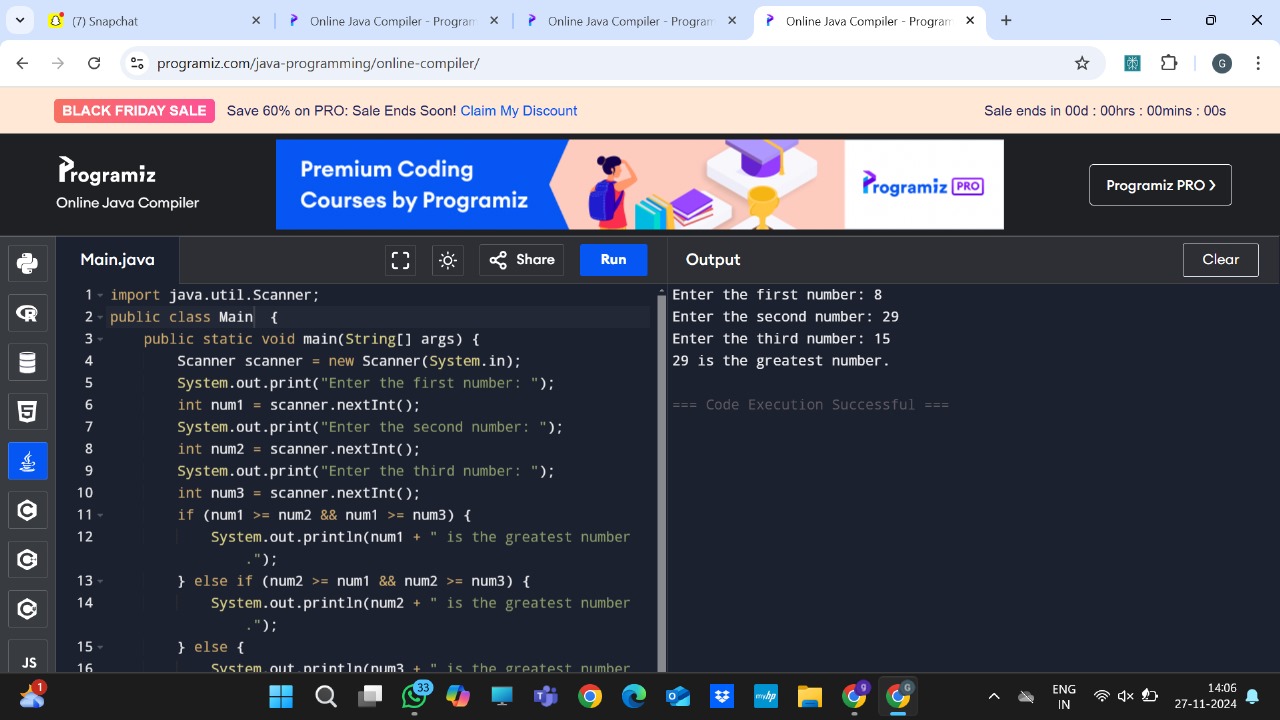 (7) Snapchat
Online Java Compiler - Program
Online Java Compiler - Program
Online Java Compiler - Program
programiz.com/java-programming/online-compiler/
G
BLACK FRIDAY SALE Save 60% on PRO: Sale Ends Soon! Claim My Discount
Sale ends in 00d : 00hrs : 00mins : 00s
Programiz
Online Java Compiler
Premium Coding
Courses by Programiz
Programiz PRO
Programiz PRO ❯
Main.java
Share
Run
Output
Clear
1 import java.util.Scanner;
2 public class Main  {
3     public static void main(String[] args) {
4         Scanner scanner = new Scanner(System.in);
5         System.out.print("Enter the first number: ");
6         int num1 = scanner.nextInt();
7         System.out.print("Enter the second number: ");
8         int num2 = scanner.nextInt();
9         System.out.print("Enter the third number: ");
10         int num3 = scanner.nextInt();
11         if (num1 >= num2 && num1 >= num3) {
12             System.out.println(num1 + " is the greatest number
.");
13         } else if (num2 >= num1 && num2 >= num3) {
14             System.out.println(num2 + " is the greatest number
.");
15         } else {
16             System.out.println(num3 + " is the greatest number
Enter the first number: 8
Enter the second number: 29
Enter the third number: 15
29 is the greatest number.
=== Code Execution Successful ===
JS
1
33
myhp
9
G
ENG
IN
14:06
27-11-2024